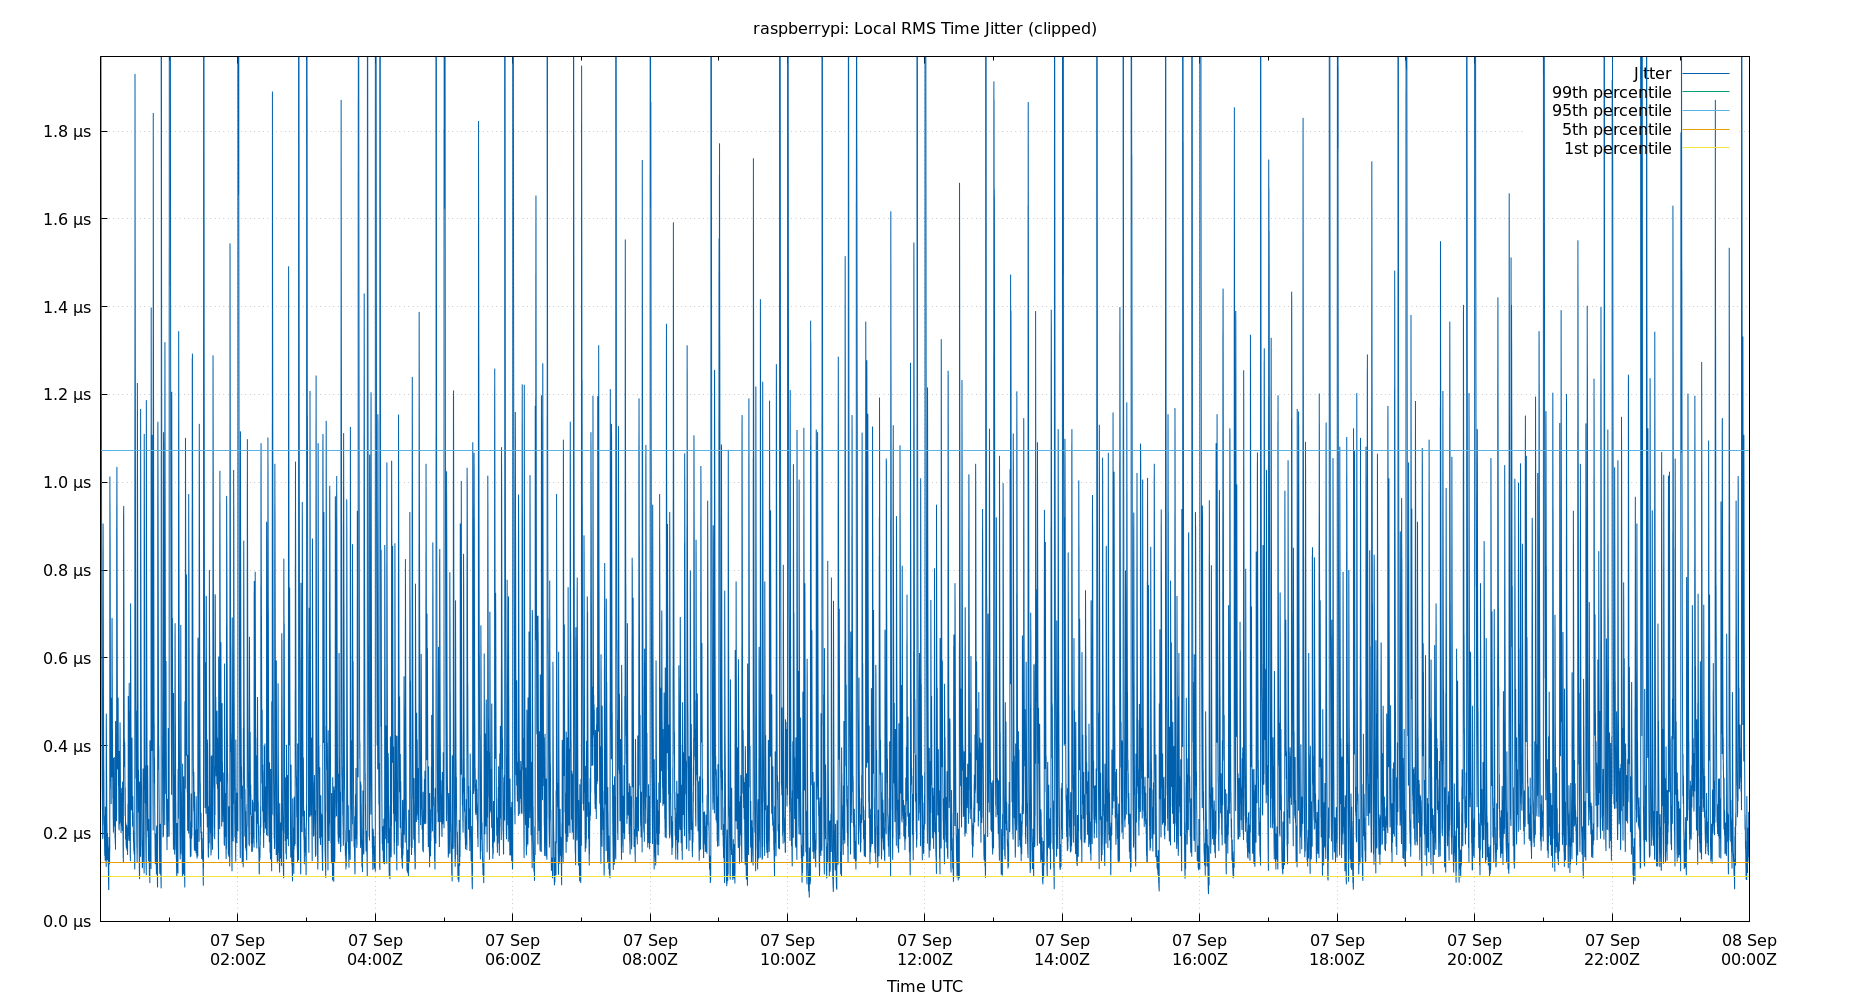 raspberrypi: Local RMS Time Jitter (clipped)
Jitter
99th percentile
95th percentile
5th percentile
1st percentile
1.8 µs
1.6 µs
1.4 µs
1.2 µs
1.0 µs
0.8 µs
0.6 µs
0.4 µs
0.2 µs
0.0 µs
07 Sep 07 Sep 07 Sep 07 Sep 07 Sep 07 Sep 07 Sep 07 Sep 07 Sep 07 Sep 07 Sep 08 Sep
02:00Z 04:00Z 06:00Z 08:00Z 10:00Z 12:00Z 14:00Z 16:00Z 18:00Z 20:00Z 22:00Z 00:00Z
Time UTC